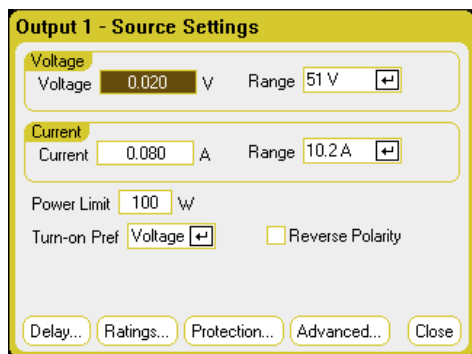 Output 1 - Source Settings
Voltage
Voltage 0.020 V Range 51 V
Current
Current 0.080 A Range 10.2 A
Power Limit 100 W
Turn-on Pref Voltage Reverse Polarity
Delay... Ratings... Protection... Advanced... Close